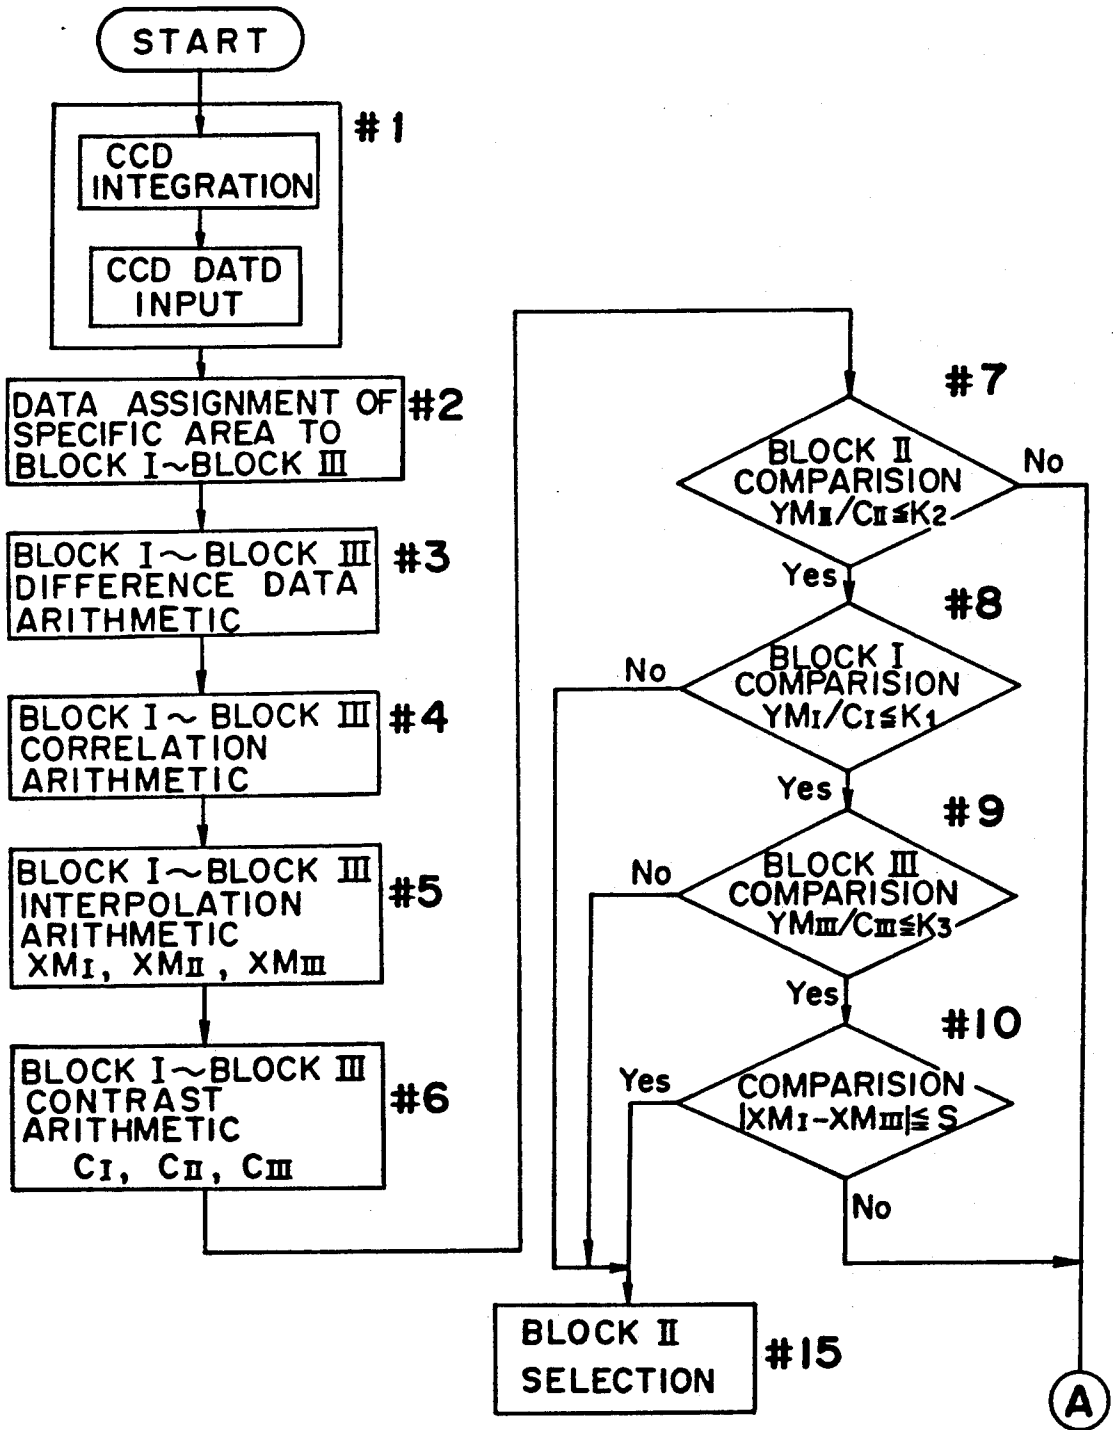 START
#1
CCD
INTEGRATION
CCD DATD
INPUT
DATA ASSIGNMENT OF
SPECIFIC AREA TO
BLOCK I~BLOCK III
#2
BLOCK I~BLOCK III
DIFFERENCE DATA
ARITHMETIC
#3
BLOCK I~BLOCK III
CORRELATION
ARITHMETIC
#4
BLOCK I~BLOCK III
INTERPOLATION
ARITHMETIC
XMI, XMII, XMIII
#5
BLOCK I~BLOCK III
CONTRAST
ARITHMETIC
CI, CII, CIII
#6
#7
BLOCK II
COMPARISION
YMII/CII≦K2
No
Yes
#8
BLOCK I
COMPARISION
YMI/CI≦K1
No
Yes
#9
BLOCK III
COMPARISION
YMIII/CIII≦K3
No
Yes
#10
COMPARISION
|XMI-XMIII|≦S
Yes
No
BLOCK II
SELECTION
#15
A